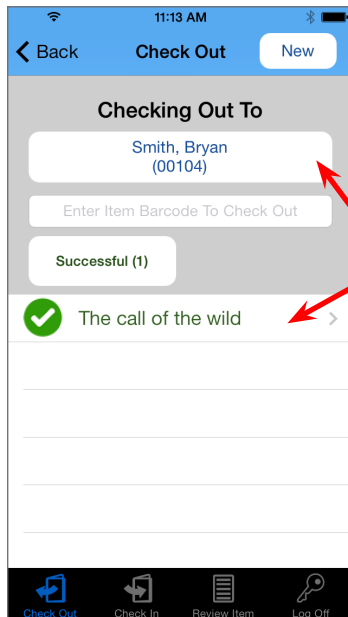 11:13 AM
Back Check Out New
Checking Out To
Smith, Bryan
(00104)
Enter Item Barcode To Check Out
Successful (1)
The call of the wild
Check Out Check In Review Item Log Off